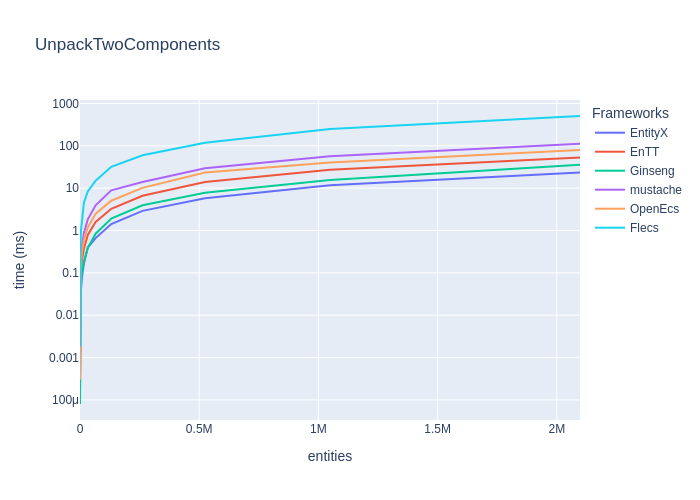 UnpackTwoComponents
1000
100
10
1
0.1
0.01
0.001
100μ
0
0.5M
1M
1.5M
2M
time (ms)
entities
Frameworks
EntityX
EnTT
Ginseng
mustache
OpenEcs
Flecs